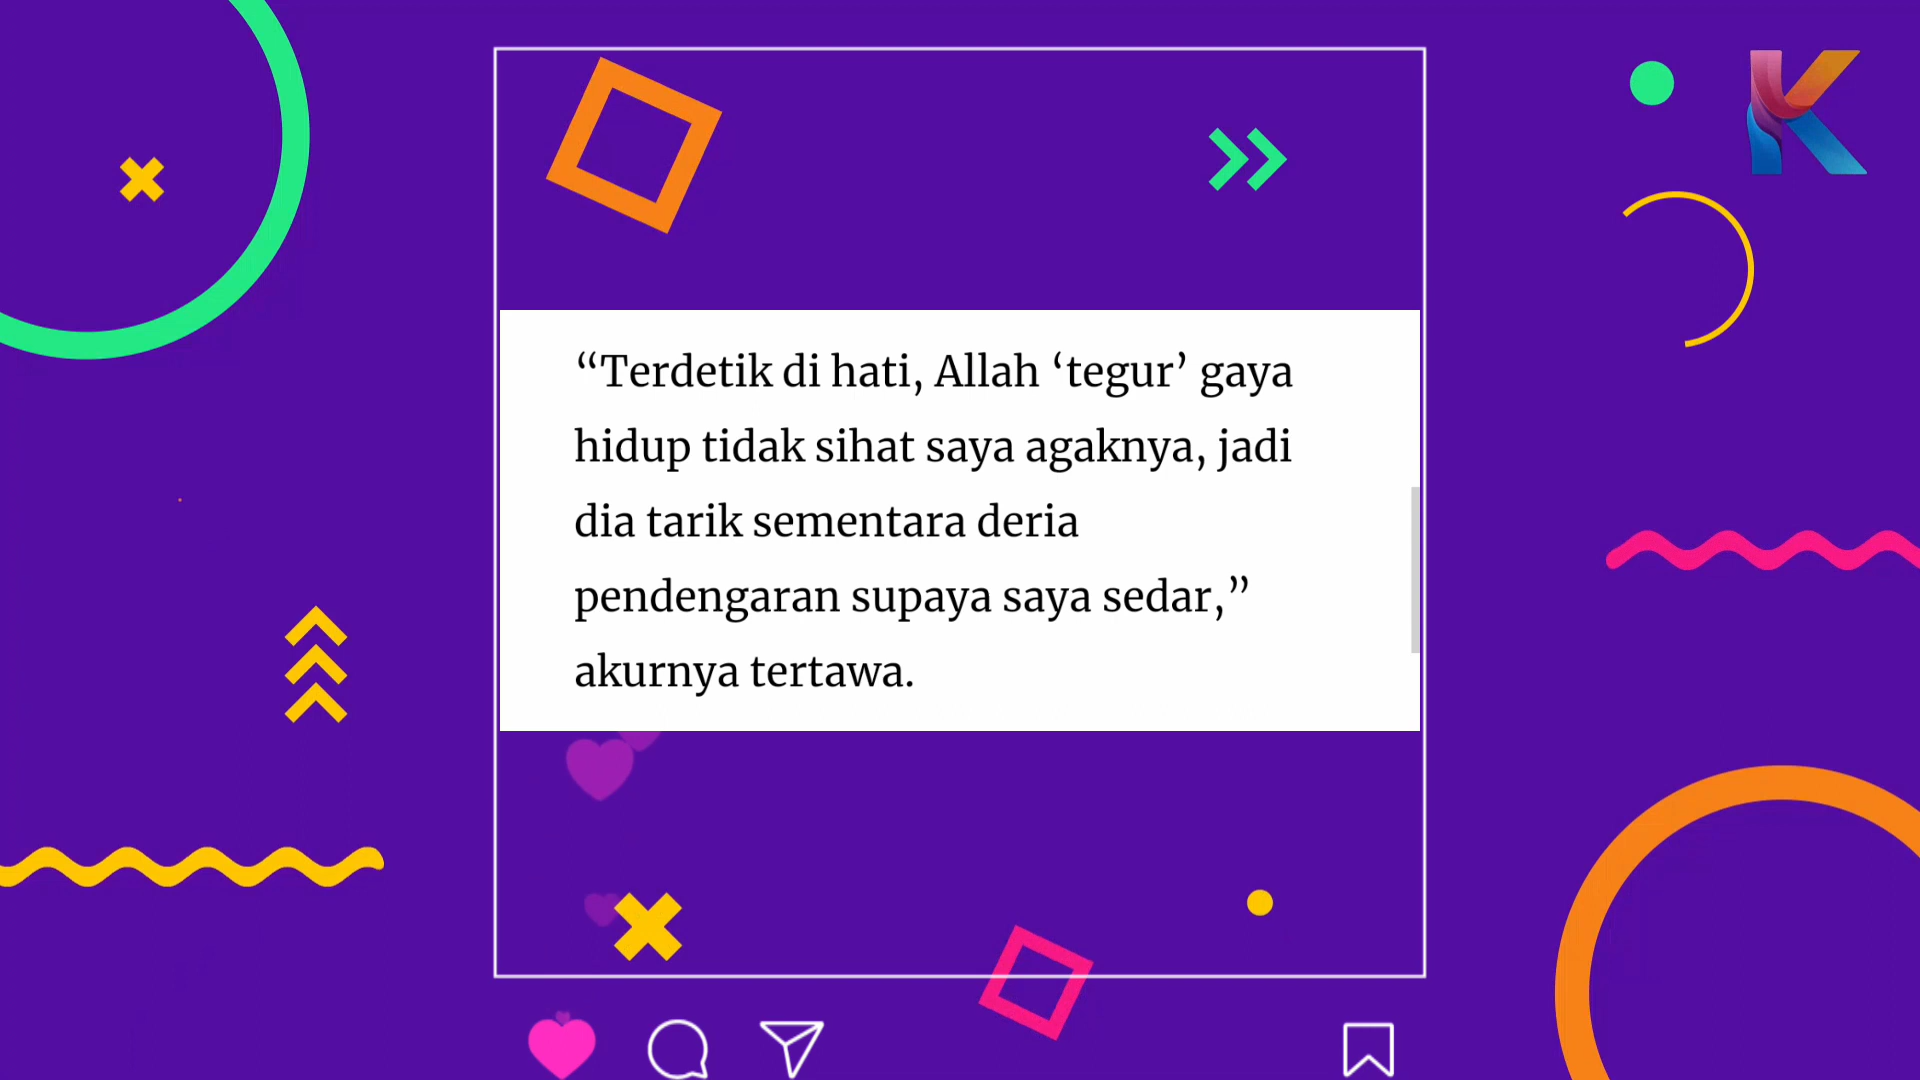 K
“Terdetik di hati, Allah ‘tegur’ gaya
hidup tidak sihat saya agaknya, jadi
dia tarik sementara deria
pendengaran supaya saya sedar,”
akurnya tertawa.